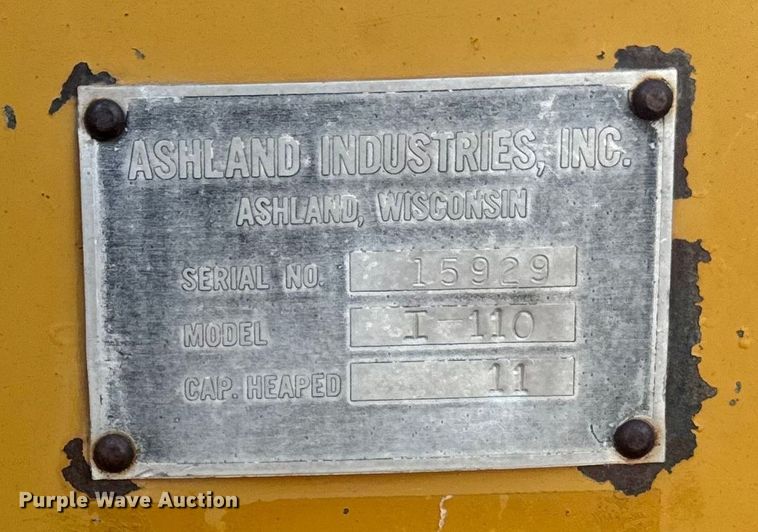 ASHLAND INDUSTRIES, INC.
ASHLAND, WISCONSIN
SERIAL NO. 15929
MODEL I-110
CAP. HEAPED 11
Purple Wave Auction